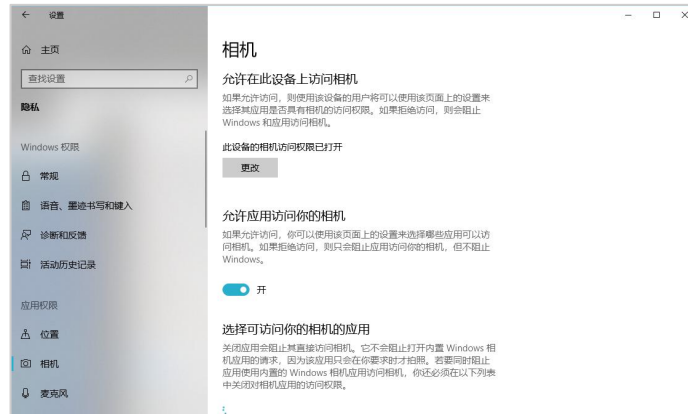 设置
主页
查找设置
隐私
Windows 权限
常规
语音、墨迹书写和键入
诊断和反馈
活动历史记录
应用权限
位置
相机
麦克风
相机
允许在此设备上访问相机
如果允许访问，则使用该设备的用户将可以使用该页面上的设置来
选择其应用是否具有相机的访问权限。如果拒绝访问，则会阻止
Windows 和应用访问相机。
此设备的相机访问权限已打开
更改
允许应用访问你的相机
如果允许访问，你可以使用该页面上的设置来选择哪些应用可以访
问相机。如果拒绝访问，则只会阻止应用访问你的相机，但不阻止
Windows。
开
选择可访问你的相机的应用
关闭应用会阻止其直接访问相机。它不会阻止打开内置 Windows 相
机应用的请求，因为该应用只会在你要求时才拍照。若要同时阻止
应用使用内置的 Windows 相机应用访问相机，你还必须在以下列表
中关闭对相机应用的访问权限。